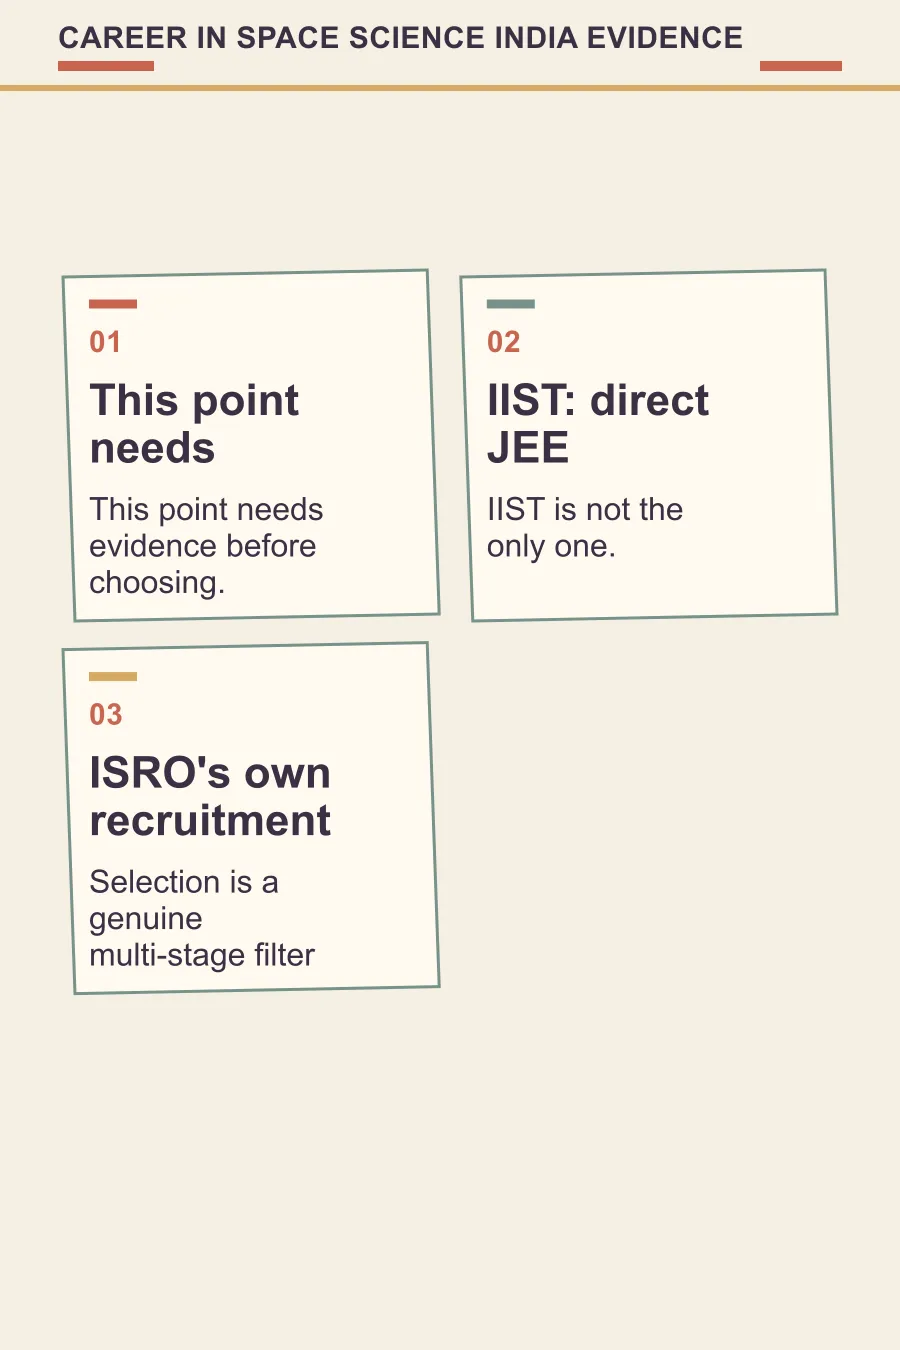 CAREER IN SPACE SCIENCE INDIA EVIDENCE
01
This point
needs
This point needs
evidence before
choosing.
02
IIST: direct
JEE
IIST is not the
only one.
03
ISRO's own
recruitment
Selection is a
genuine
multi-stage filter